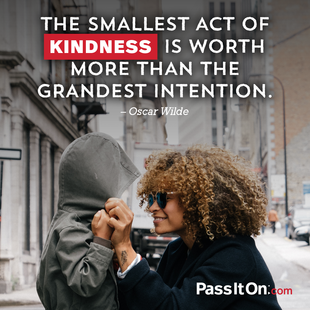 THE SMALLEST ACT OF
KINDNESS IS WORTH
MORE THAN THE
GRANDEST INTENTION.
– Oscar Wilde
PassItOn.com